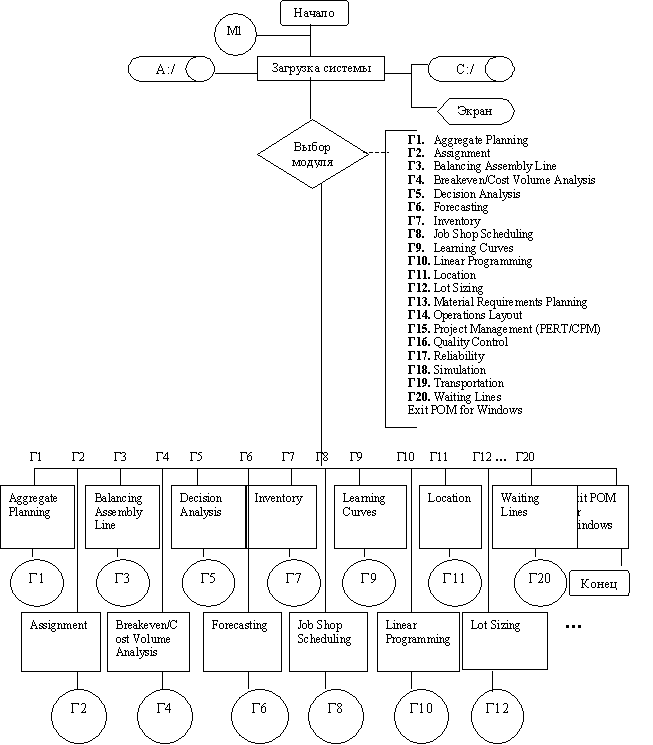 Начало
М1
А:/
Загрузка системы
С:/
Экран
Выбор
модуля
Г1. Aggregate Planning
Г2. Assignment
Г3. Balancing Assembly Line
Г4. Breakeven/Cost Volume Analysis
Г5. Decision Analysis
Г6. Forecasting
Г7. Inventory
Г8. Job Shop Scheduling
Г9. Learning Curves
Г10. Linear Programming
Г11. Location
Г12. Lot Sizing
Г13. Material Requirements Planning
Г14. Operations Layout
Г15. Project Management (PERT/CPM)
Г16. Quality Control
Г17. Reliability
Г18. Simulation
Г19. Transportation
Г20. Waiting Lines
Exit POM for Windows
Г1 Г2 Г3 Г4 Г5 Г6 Г7 Г8 Г9 Г10 Г11 Г12 ... Г20
Aggregate
Planning
Balancing
Assembly
Line
Decision
Analysis
Inventory
Learning
Curves
Location
Waiting
Lines
xit POM
r
indows
Г1
Г3
Г5
Г7
Г9
Г11
Г20
Конец
Assignment
Breakeven/C
ost Volume
Analysis
Forecasting
Job Shop
Scheduling
Linear
Programming
Lot Sizing
...
Г2
Г4
Г6
Г8
Г10
Г12